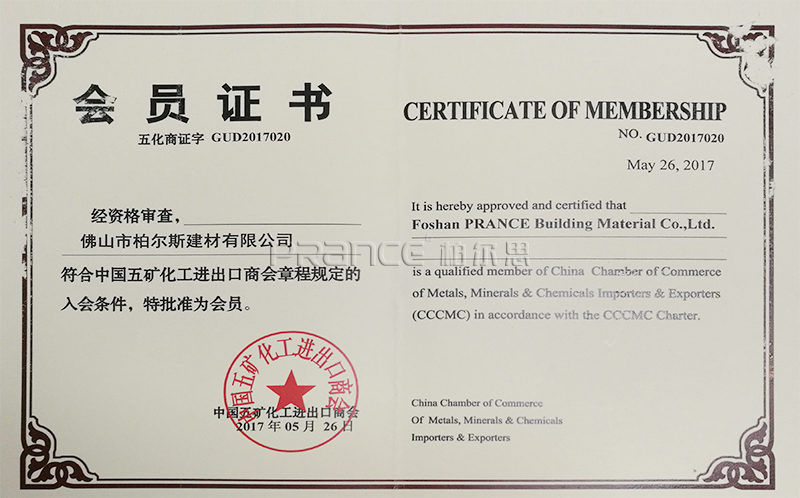 会员证书
五化商证字 GUD2017020
经资格审查,
佛山市柏尔斯建材有限公司
符合中国五矿化工进出口商会章程规定的
入会条件，特批准为会员。
中国五矿化工进出口商会
中国五矿化工进出口商会
2017 年 05 月 26 日
CERTIFICATE OF MEMBERSHIP
NO. GUD2017020
May 26, 2017
It is hereby approved and certified that
Foshan PRANCE Building Material Co.,Ltd.
is a qualified member of China Chamber of Commerce
of Metals, Minerals & Chemicals Importers & Exporters
(CCCMC) in accordance with the CCCMC Charter.
China Chamber of Commerce
Of Metals, Minerals & Chemicals
Importers & Exporters
PRANCE 柏尔思